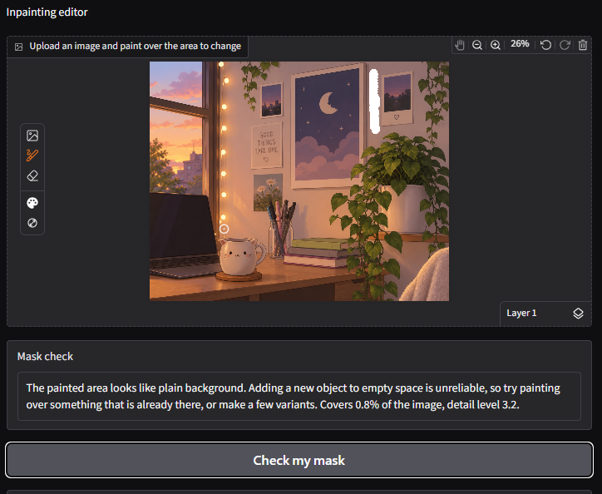 Inpainting editor
Upload an image and paint over the area to change
26%
GOOD
THINGS
Layer 1
Mask check
The painted area looks like plain background. Adding a new object to empty space is unreliable, so try painting
over something that is already there, or make a few variants. Covers 0.8% of the image, detail level 3.2.
Check my mask